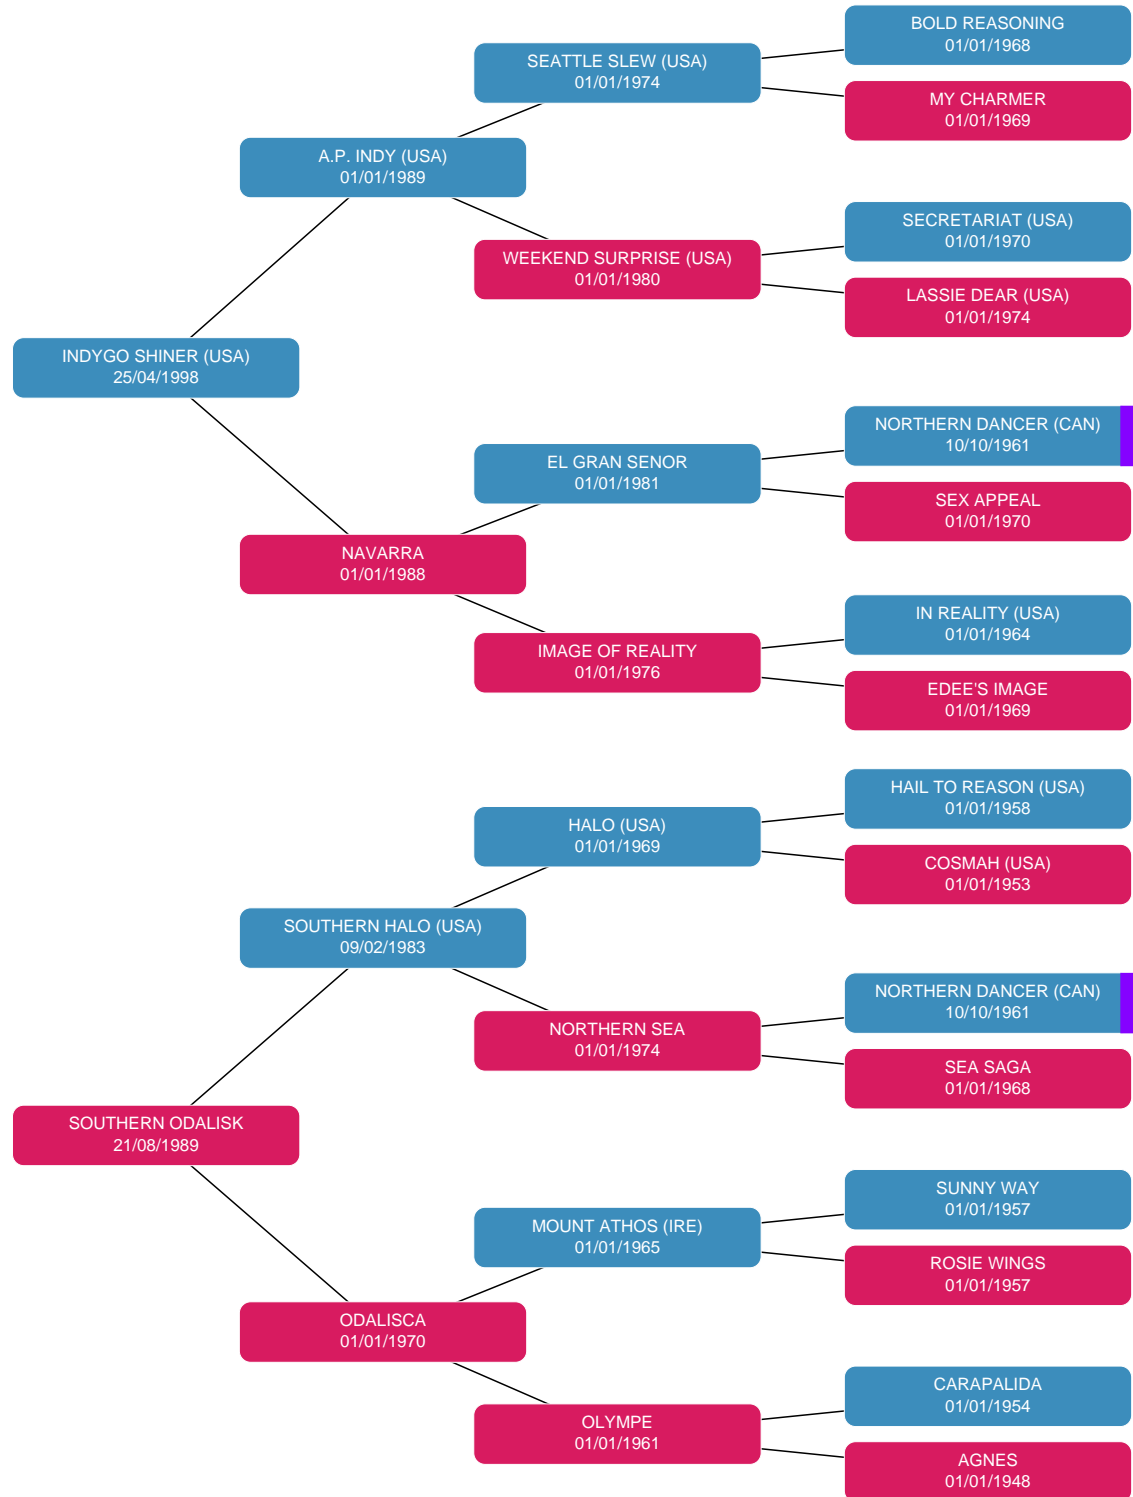 BOLD REASONING
01/01/1968
SEATTLE SLEW (USA)
01/01/1974
MY CHARMER
01/01/1969
A.P. INDY (USA)
01/01/1989
SECRETARIAT (USA)
01/01/1970
WEEKEND SURPRISE (USA)
01/01/1980
LASSIE DEAR (USA)
01/01/1974
INDYGO SHINER (USA)
25/04/1998
NORTHERN DANCER (CAN)
10/10/1961
EL GRAN SENOR
01/01/1981
SEX APPEAL
01/01/1970
NAVARRA
01/01/1988
IN REALITY (USA)
01/01/1964
IMAGE OF REALITY
01/01/1976
EDEE'S IMAGE
01/01/1969
HAIL TO REASON (USA)
01/01/1958
HALO (USA)
01/01/1969
COSMAH (USA)
01/01/1953
SOUTHERN HALO (USA)
09/02/1983
NORTHERN DANCER (CAN)
10/10/1961
NORTHERN SEA
01/01/1974
SEA SAGA
01/01/1968
SOUTHERN ODALISK
21/08/1989
SUNNY WAY
01/01/1957
MOUNT ATHOS (IRE)
01/01/1965
ROSIE WINGS
01/01/1957
ODALISCA
01/01/1970
CARAPALIDA
01/01/1954
OLYMPE
01/01/1961
AGNES
01/01/1948